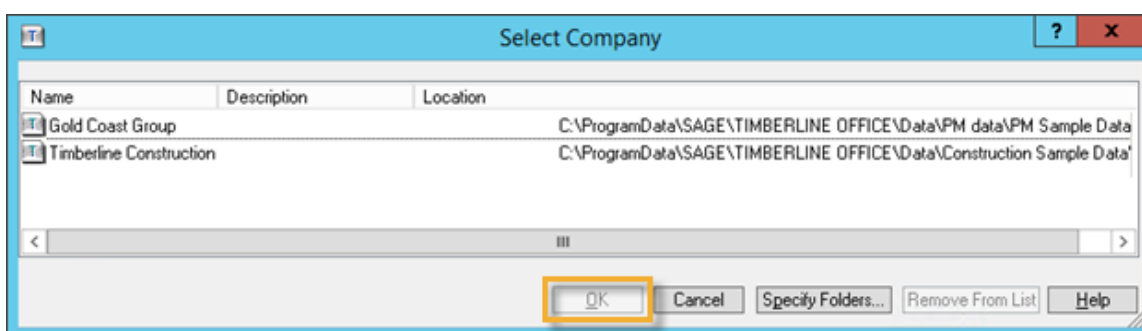 Select Company
? x
Name Description Location
Gold Coast Group C:\ProgramData\SAGE\TIMBERLINE OFFICE\Data\PM data\PM Sample Data
Timberline Construction C:\ProgramData\SAGE\TIMBERLINE OFFICE\Data\Construction Sample Data'
OK Cancel Specify Folders... Remove From List Help